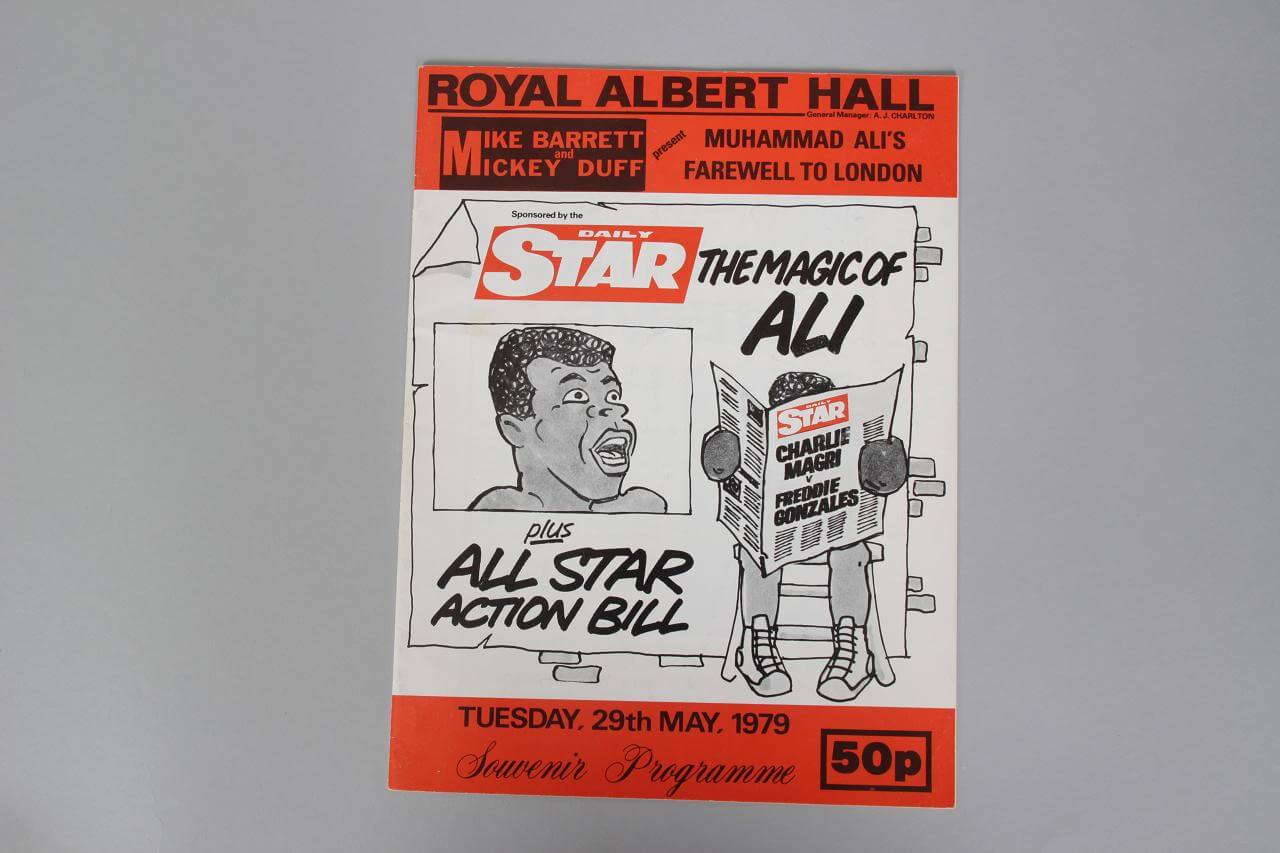 ROYAL ALBERT HALL
General Manager: A. J. CHARLTON
MIKE BARRETT
and
MICKEY DUFF
present
MUHAMMAD ALI'S
FAREWELL TO LONDON
Sponsored by the
DAILY
STAR
THE MAGIC OF
ALI
DAILY
STAR
CHARLIE
MAGRI
V
FREDDIE
GONZALES
plus
ALL STAR
ACTION BILL
TUESDAY, 29th MAY, 1979
Souvenir Programme
50p